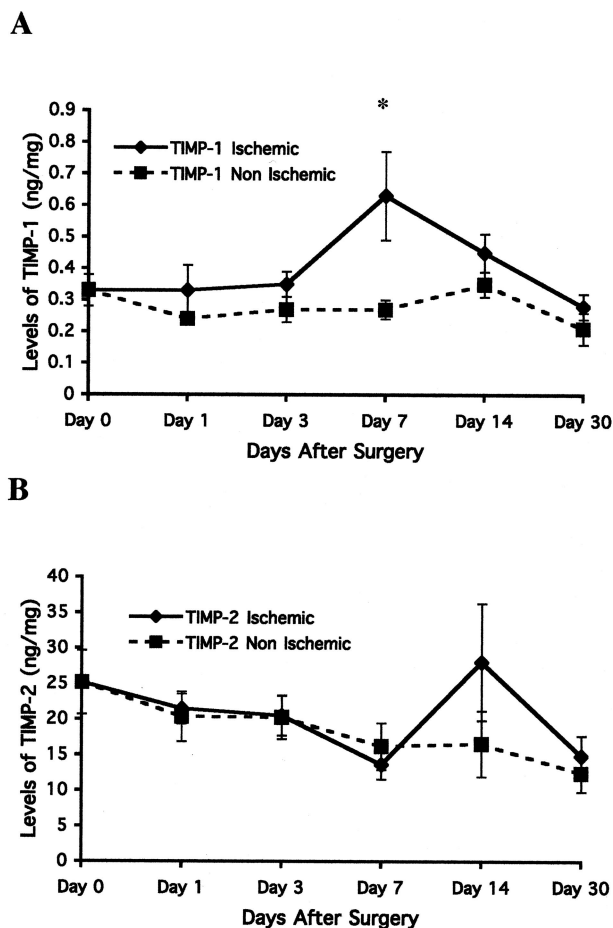 A
*
0.9
0.8
0.7
0.6
0.5
0.4
0.3
0.2
0.1
0
Levels of TIMP-1 (ng/mg)
TIMP-1 Ischemic
TIMP-1 Non Ischemic
Day 0 Day 1 Day 3 Day 7 Day 14 Day 30
Days After Surgery
B
40
35
30
25
20
15
10
5
0
Levels of TIMP-2 (ng/mg)
TIMP-2 Ischemic
TIMP-2 Non Ischemic
Day 0 Day 1 Day 3 Day 7 Day 14 Day 30
Days After Surgery